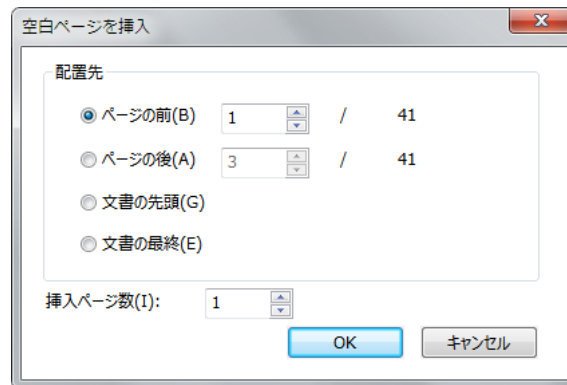 空白ページを挿入
配置先
ページの前(B) 1 / 41
ページの後(A) 3 / 41
文書の先頭(G)
文書の最終(E)
挿入ページ数(I): 1
OK キャンセル